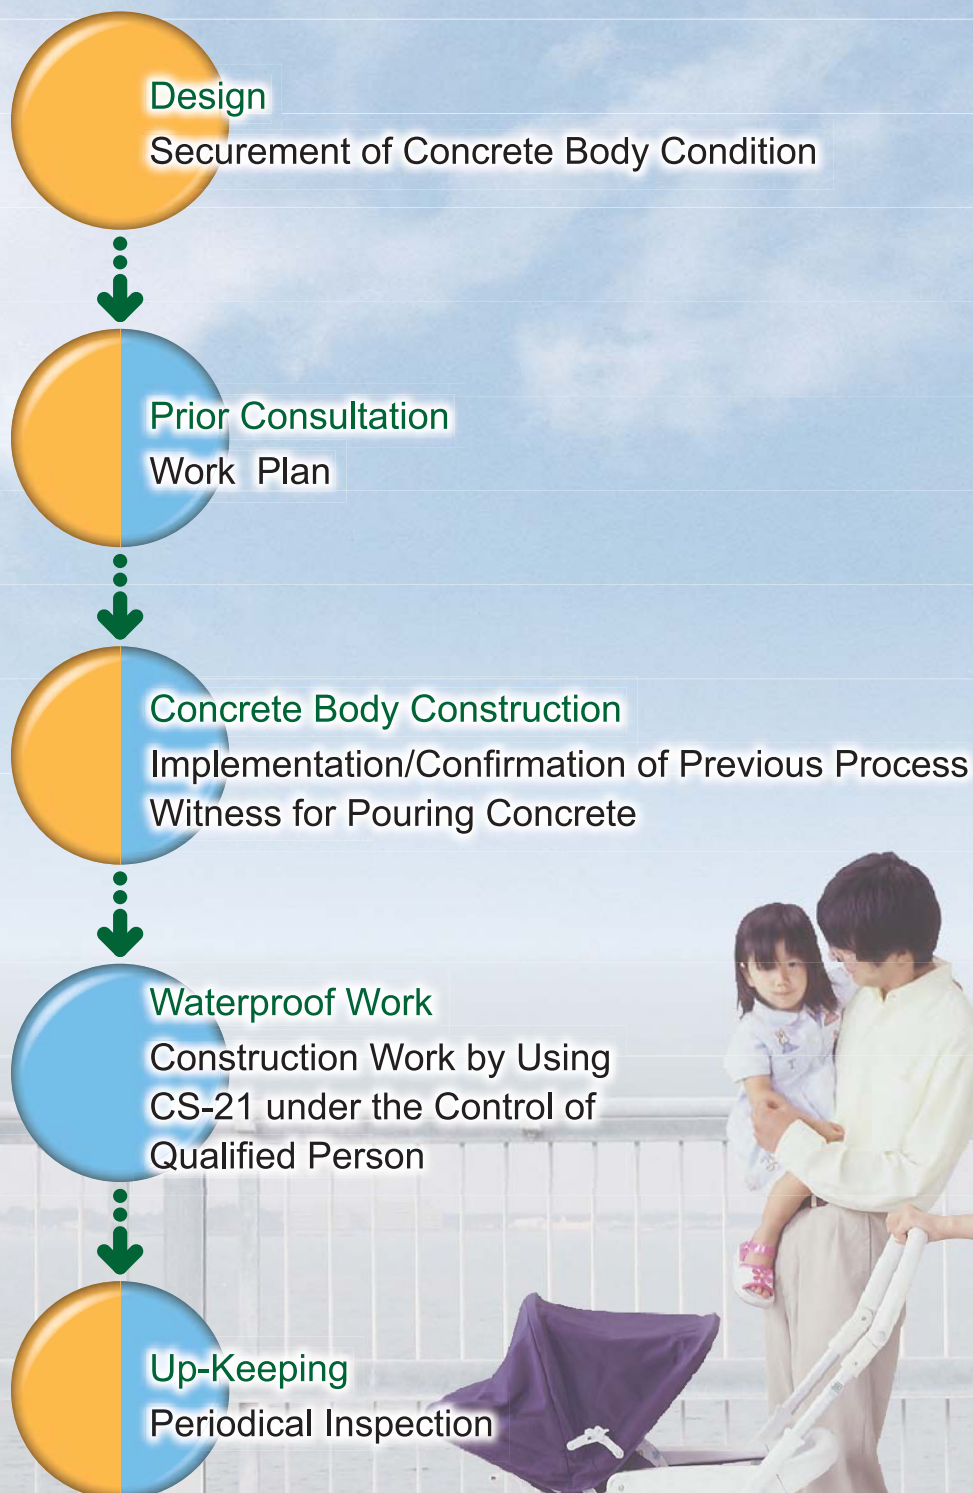 Design
Securement of Concrete Body Condition
Prior Consultation
Work Plan
Concrete Body Construction
Implementation/Confirmation of Previous Process
Witness for Pouring Concrete
Waterproof Work
Construction Work by Using
CS-21 under the Control of
Qualified Person
Up-Keeping
Periodical Inspection